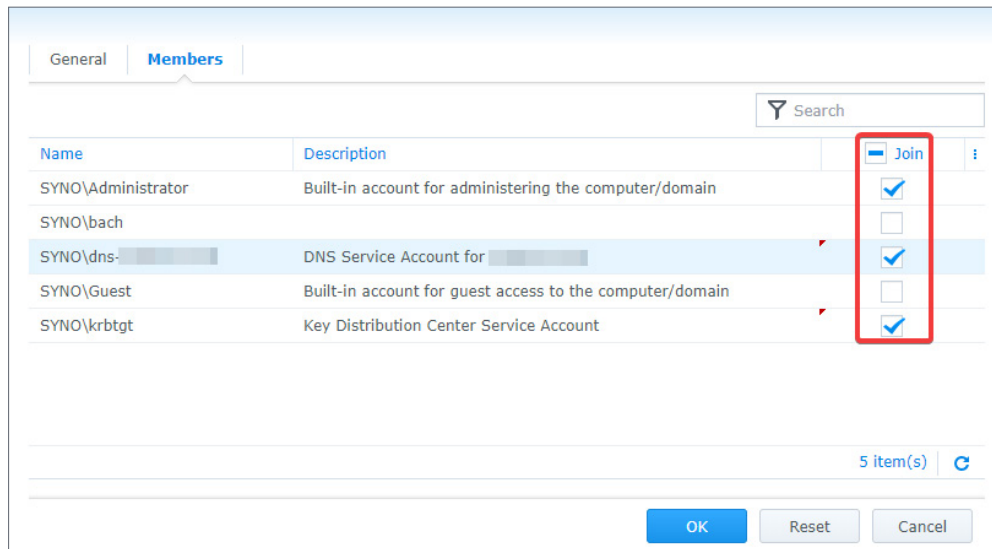 General Members
Search
Name Description Join
SYNO\Administrator Built-in account for administering the computer/domain
SYNO\bach
SYNO\dns- DNS Service Account for
SYNO\Guest Built-in account for guest access to the computer/domain
SYNO\krbtgt Key Distribution Center Service Account
5 item(s)
OK Reset Cancel